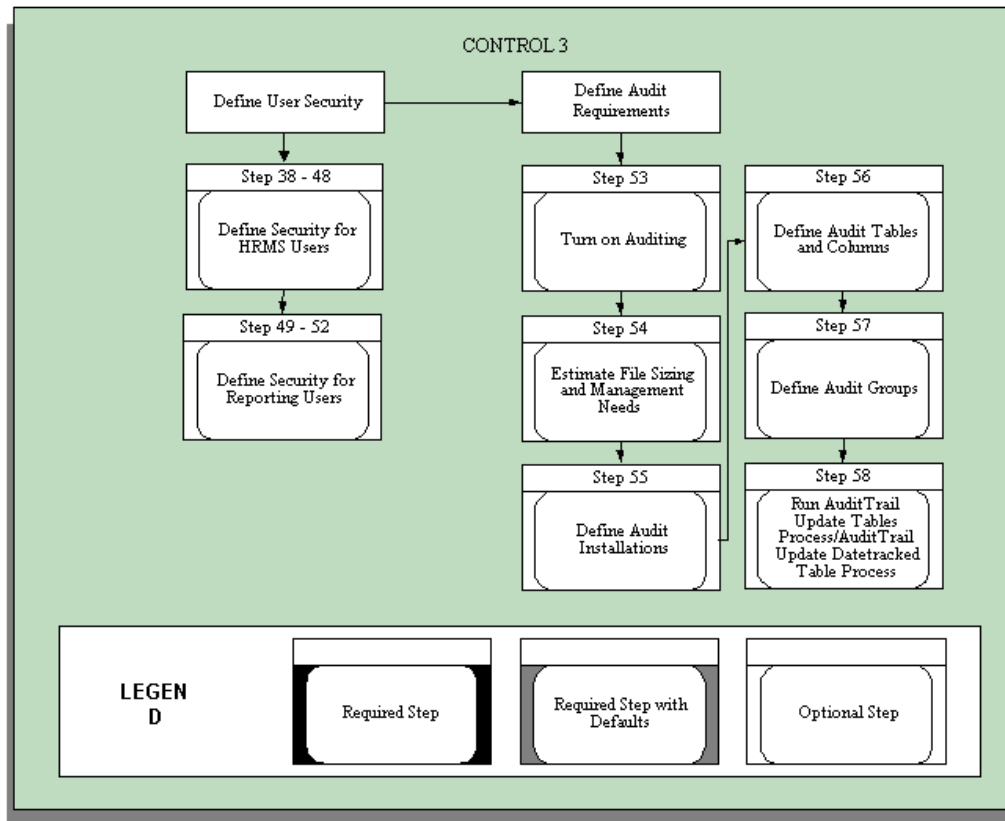 CONTROL 3
Define User Security
Define Audit
Requirements
Step 38 - 48
Define Security for
HRMS Users
Step 49 - 52
Define Security for
Reporting Users
Step 53
Turn on Auditing
Step 54
Estimate File Sizing
and Management
Needs
Step 55
Define Audit
Installations
Step 56
Define Audit Tables
and Columns
Step 57
Define Audit Groups
Step 58
Run AuditTrail
Update Tables
Process/AuditTrail
Update Datetracked
Table Process
LEGEN
D
Required Step
Required Step with
Defaults
Optional Step